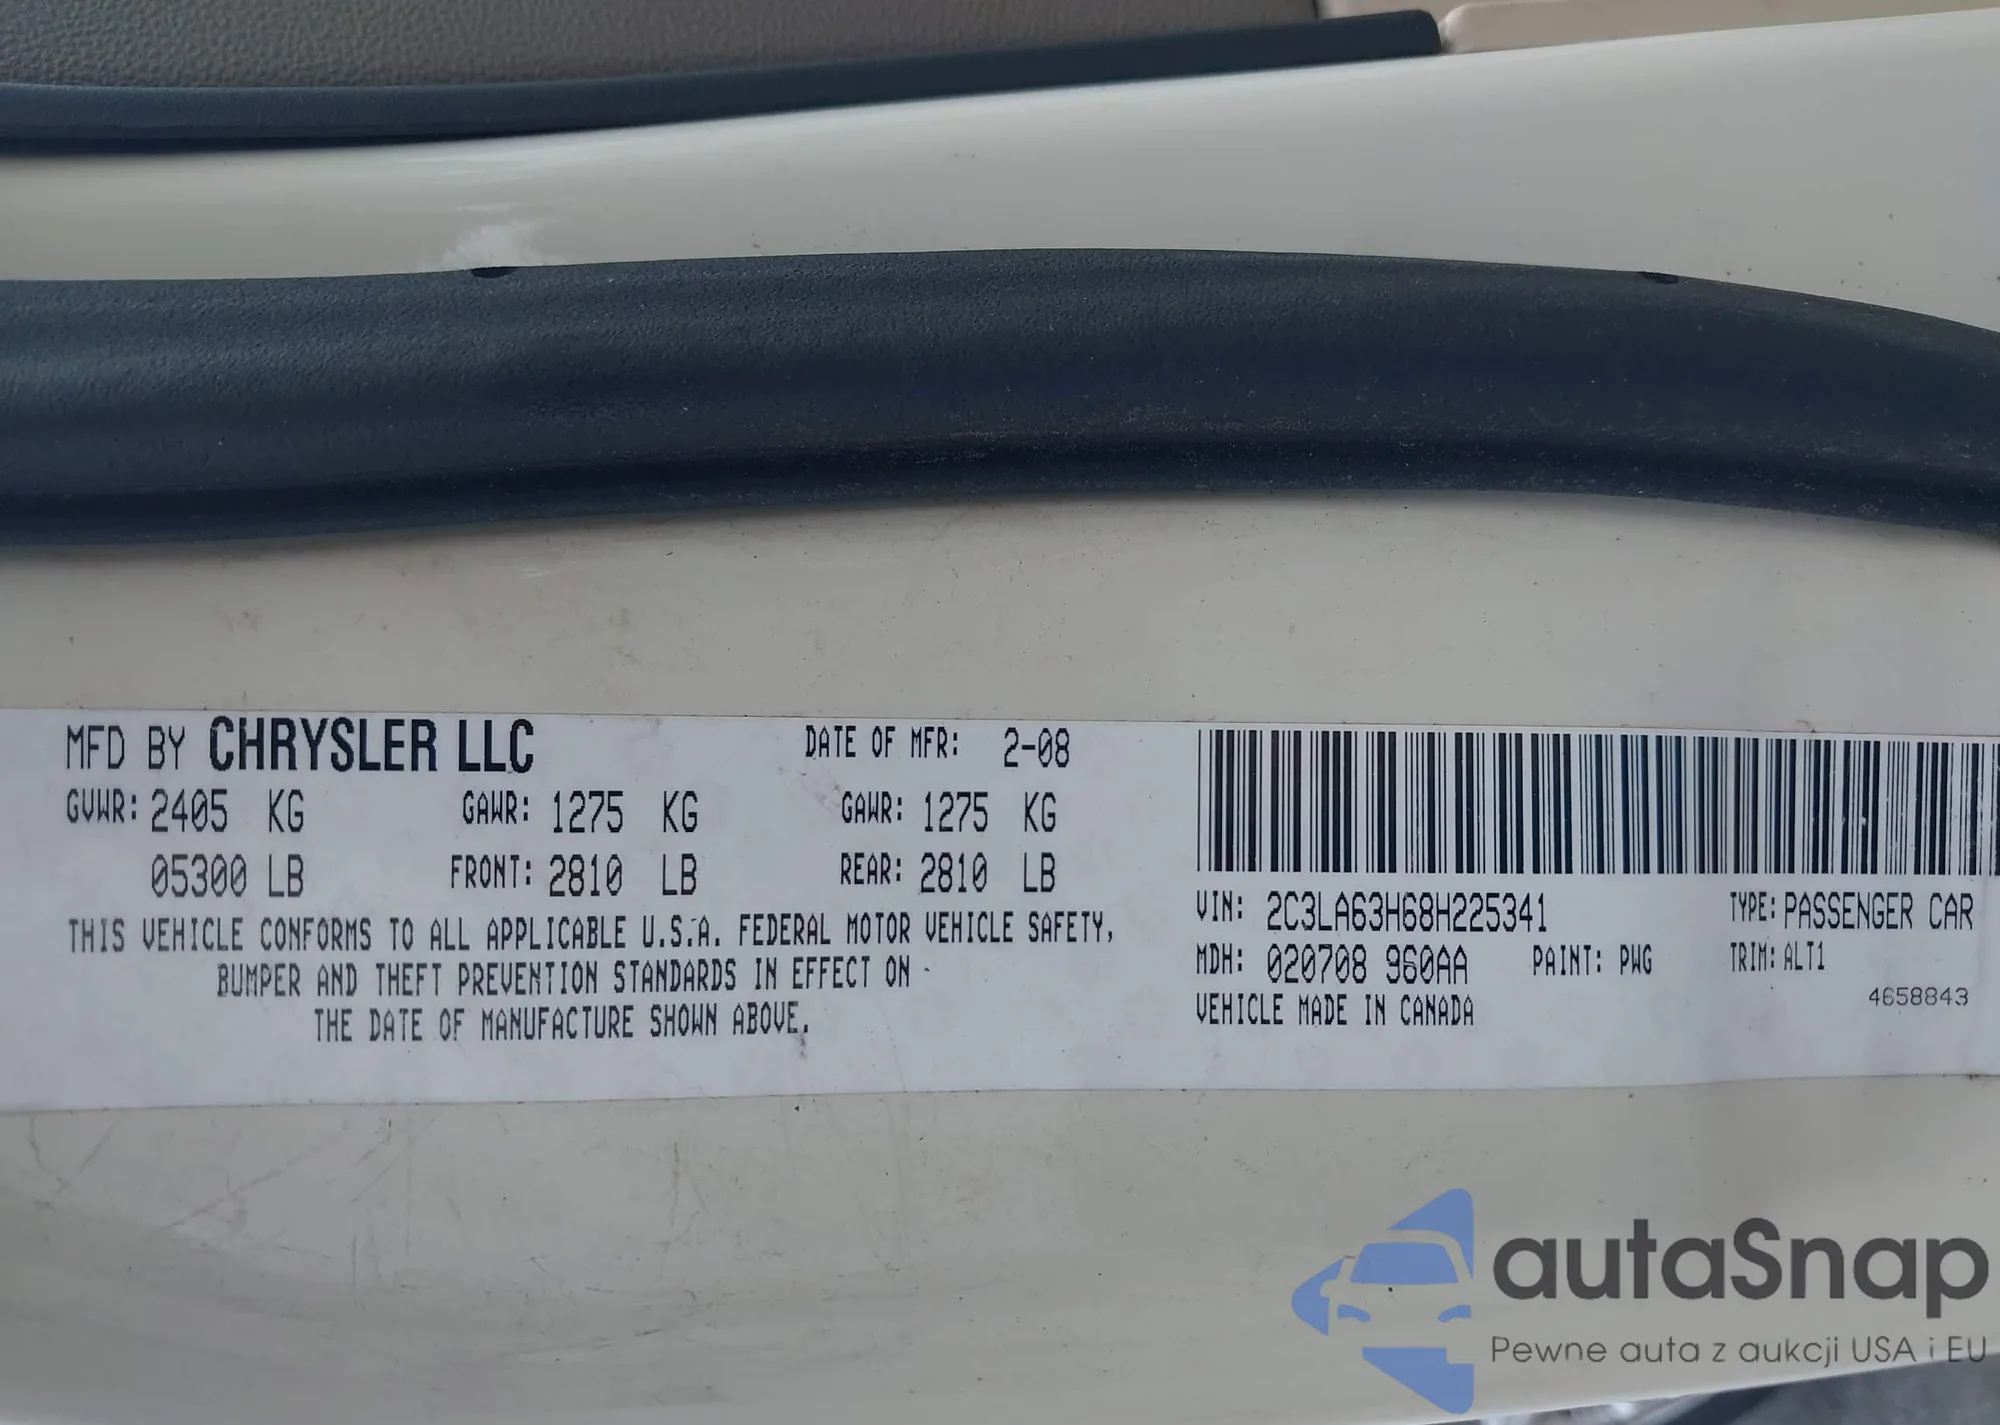 MFD BY CHRYSLER LLC DATE OF MFR: 2-08
GVWR: 2405 KG GAWR: 1275 KG GAWR: 1275 KG
05300 LB FRONT: 2810 LB REAR: 2810 LB
THIS VEHICLE CONFORMS TO ALL APPLICABLE U.S.A. FEDERAL MOTOR VEHICLE SAFETY,
BUMPER AND THEFT PREVENTION STANDARDS IN EFFECT ON
THE DATE OF MANUFACTURE SHOWN ABOVE.
VIN: 2C3LA63H68H225341 TYPE: PASSENGER CAR
MDH: 020708 960AA PAINT: PWG TRIM: ALT1
VEHICLE MADE IN CANADA 4658843
autaSnap
Pewne auta z aukcji USA i EU